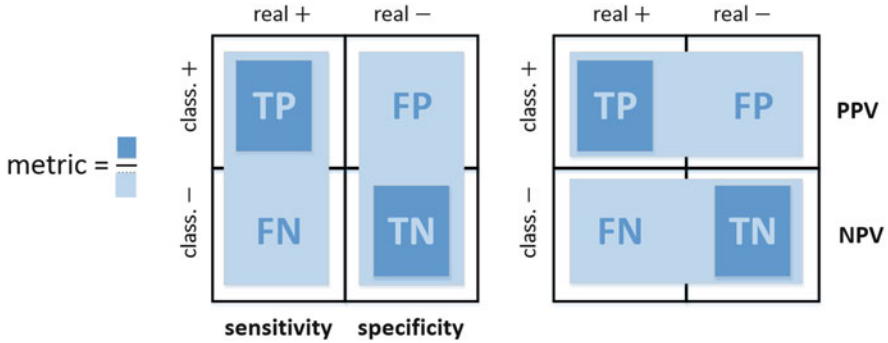 real + real −
real + real −
class. +
TP FP
TP FP
PPV
metric =
class. −
FN TN
FN TN
NPV
sensitivity specificity